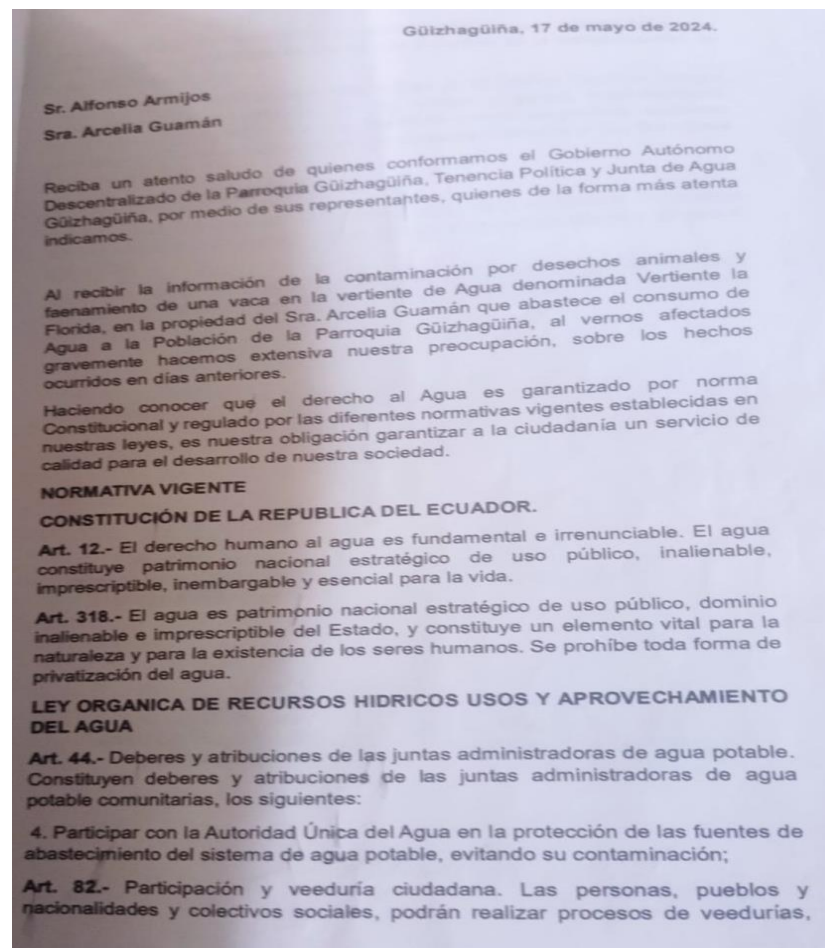 Güizhagüiña, 17 de mayo de 2024.
Sr. Alfonso Armijos
Sra. Arcelia Guamán
Reciba un atento saludo de quienes conformamos el Gobierno Autónomo
Descentralizado de la Parroquia Güizhagüiña, Tenencia Política y Junta de Agua
Güizhagüiña, por medio de sus representantes, quienes de la forma más atenta
indicamos.
Al recibir la información de la contaminación por desechos animales y
faenamiento de una vaca en la vertiente de Agua denominada Vertiente la
Florida, en la propiedad del Sra. Arcelia Guamán que abastece el consumo de
Agua a la Población de la Parroquia Güizhagüiña, al vernos afectados
gravemente hacemos extensiva nuestra preocupación, sobre los hechos
ocurridos en días anteriores.
Haciendo conocer que el derecho al Agua es garantizado por norma
Constitucional y regulado por las diferentes normativas vigentes establecidas en
nuestras leyes, es nuestra obligación garantizar a la ciudadanía un servicio de
calidad para el desarrollo de nuestra sociedad.
NORMATIVA VIGENTE
CONSTITUCIÓN DE LA REPUBLICA DEL ECUADOR.
Art. 12.- El derecho humano al agua es fundamental e irrenunciable. El agua
constituye patrimonio nacional estratégico de uso público, inalienable,
imprescriptible, inembargable y esencial para la vida.
Art. 318.- El agua es patrimonio nacional estratégico de uso público, dominio
inalienable e imprescriptible del Estado, y constituye un elemento vital para la
naturaleza y para la existencia de los seres humanos. Se prohíbe toda forma de
privatización del agua.
LEY ORGANICA DE RECURSOS HIDRICOS USOS Y APROVECHAMIENTO
DEL AGUA
Art. 44.- Deberes y atribuciones de las juntas administradoras de agua potable.
Constituyen deberes y atribuciones de las juntas administradoras de agua
potable comunitarias, los siguientes:
4. Participar con la Autoridad Única del Agua en la protección de las fuentes de
abastecimiento del sistema de agua potable, evitando su contaminación;
Art. 82.- Participación y veeduría ciudadana. Las personas, pueblos y
nacionalidades y colectivos sociales, podrán realizar procesos de veedurías,